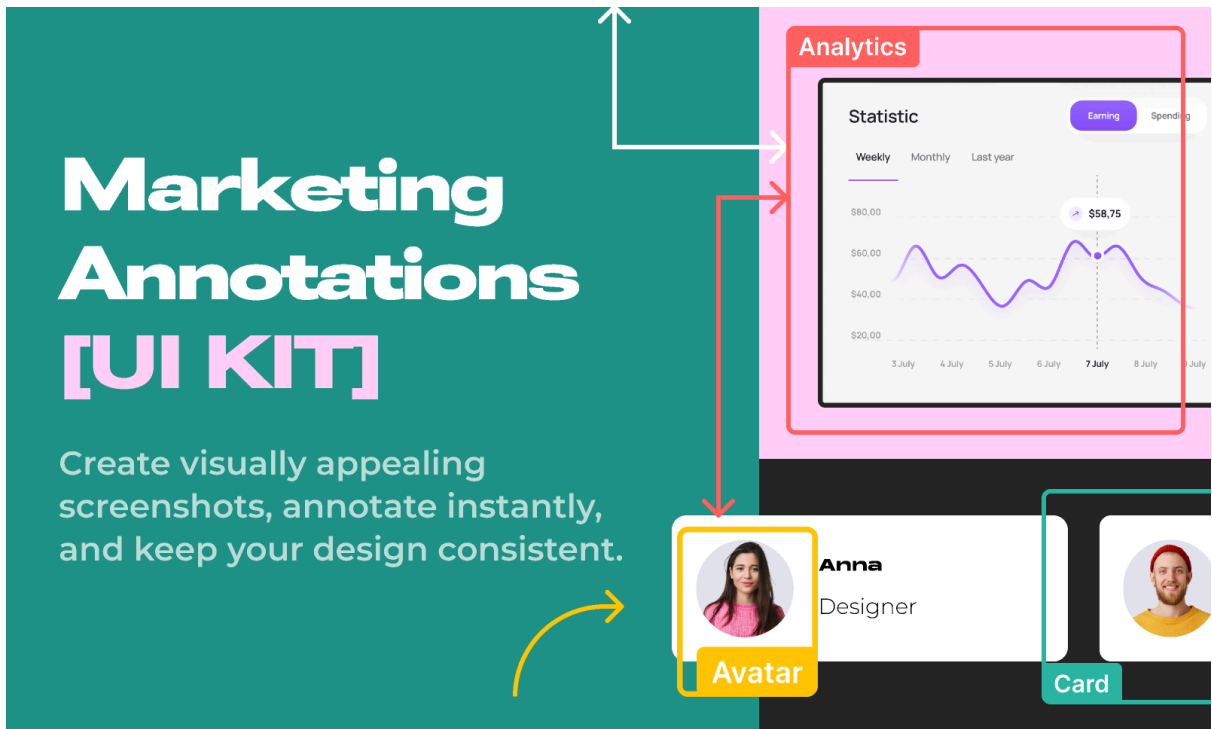 Marketing
Annotations
[UI KIT]
Create visually appealing
screenshots, annotate instantly,
and keep your design consistent.
Analytics
Statistic
Earning Spending
Weekly Monthly Last year
$80,00
$60,00
$40,00
$20,00
$58,75
3 July 4 July 5 July 6 July 7 July 8 July July
Anna
Designer
Avatar
Card